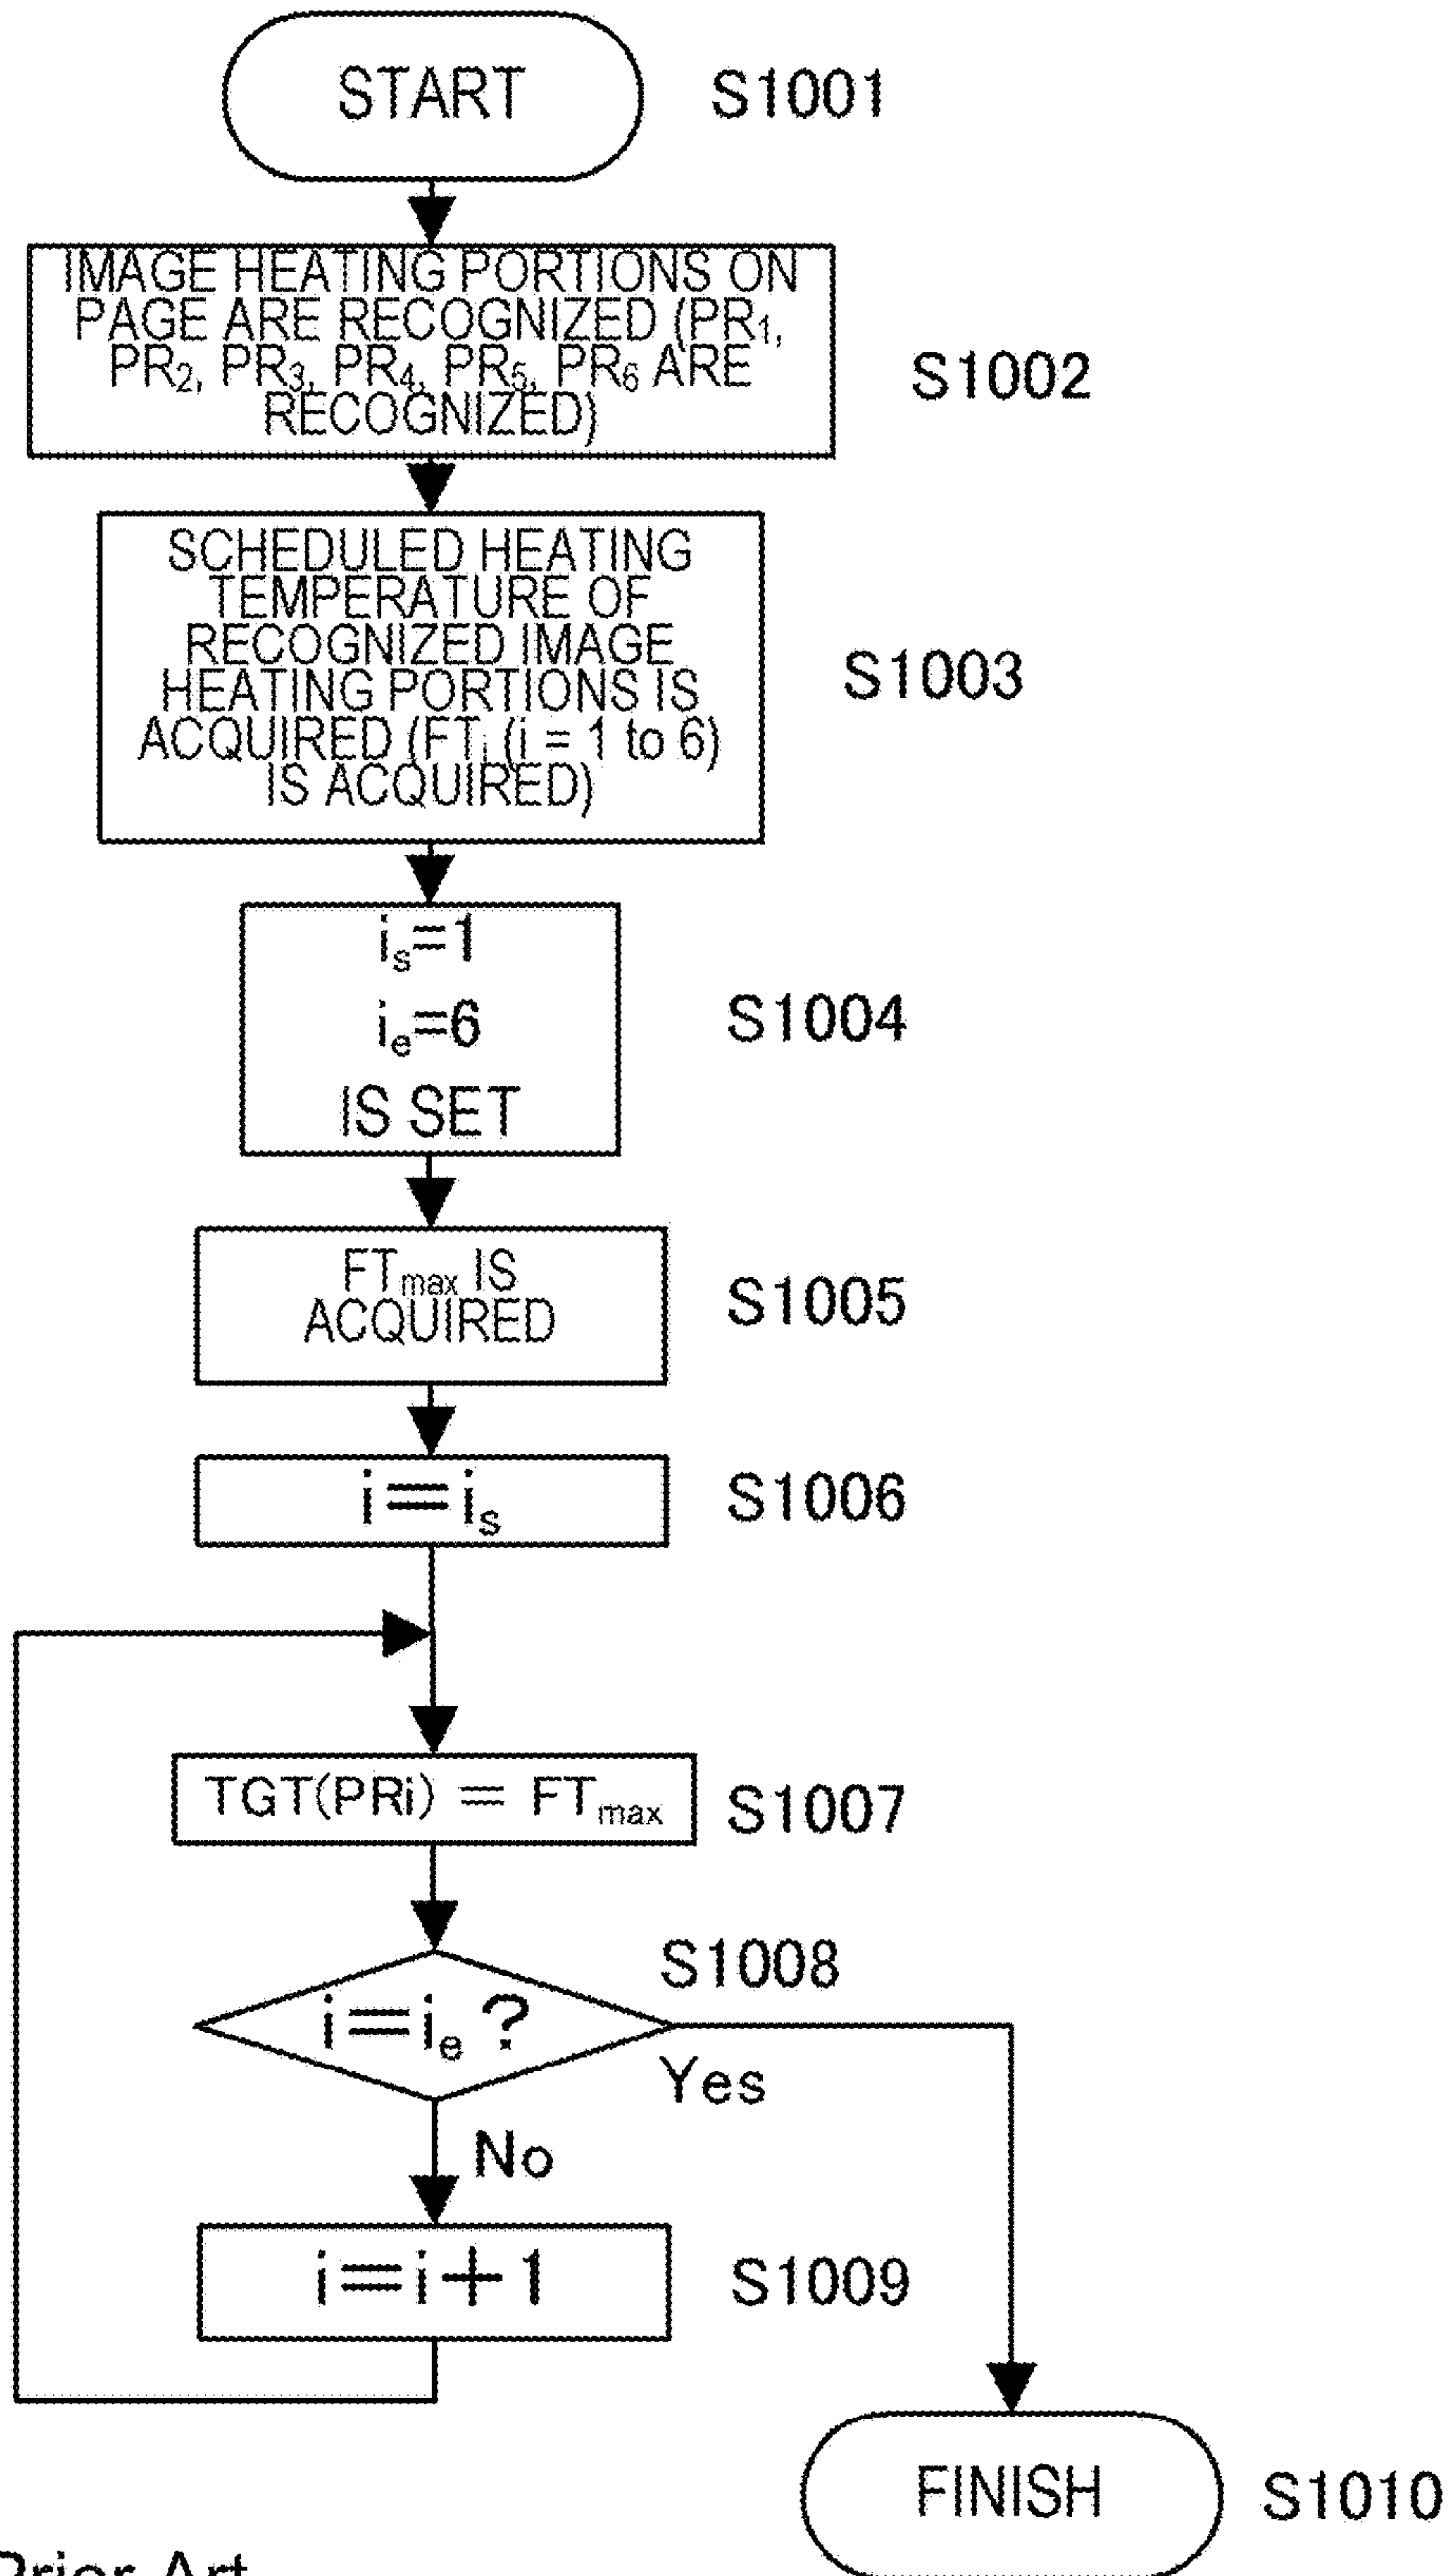 START
S1001
IMAGE HEATING PORTIONS ON
PAGE ARE RECOGNIZED (PR₁,
PR₂, PR₃, PR₄, PR₅, PR₆ ARE
RECOGNIZED)
S1002
SCHEDULED HEATING
TEMPERATURE OF
RECOGNIZED IMAGE
HEATING PORTIONS IS
ACQUIRED (FTᵢ (i = 1 to 6)
IS ACQUIRED)
S1003
iₛ=1
iₑ=6
IS SET
S1004
FTₘₐₓ IS
ACQUIRED
S1005
i=iₛ
S1006
TGT(PRi) = FTₘₐₓ
S1007
S1008
i=iₑ?
Yes
No
i=i+1
S1009
FINISH
S1010
Prior Art